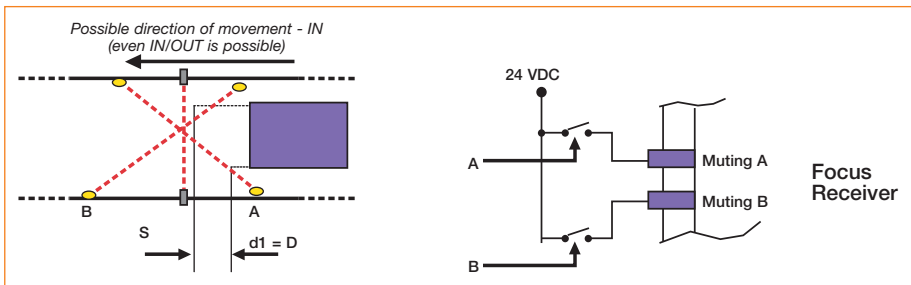 Possible direction of movement - IN
(even IN/OUT is possible)
B
A
S
d1 = D
24 VDC
A
Muting A
Muting B
B
Focus
Receiver